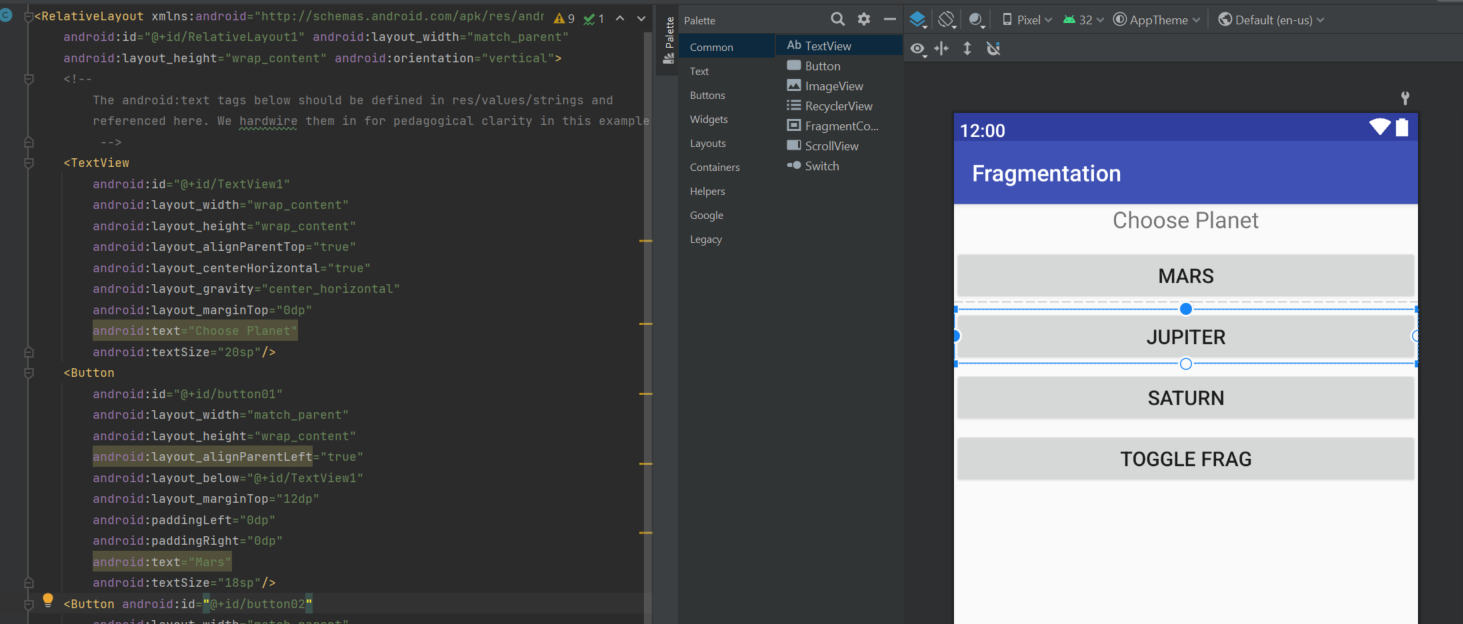 <RelativeLayout xmlns:android="http://schemas.android.com/apk/res/andr
9 1
android:id="@+id/RelativeLayout1" android:layout_width="match_parent"
android:layout_height="wrap_content" android:orientation="vertical">
<!--
The android:text tags below should be defined in res/values/strings and
referenced here. We hardwire them in for pedagogical clarity in this example
-->
<TextView
android:id="@+id/TextView1"
android:layout_width="wrap_content"
android:layout_height="wrap_content"
android:layout_alignParentTop="true"
android:layout_centerHorizontal="true"
android:layout_gravity="center_horizontal"
android:layout_marginTop="0dp"
android:text="Choose Planet"
android:textSize="20sp"/>
<Button
android:id="@+id/button01"
android:layout_width="match_parent"
android:layout_height="wrap_content"
android:layout_alignParentLeft="true"
android:layout_below="@+id/TextView1"
android:layout_marginTop="12dp"
android:paddingLeft="0dp"
android:paddingRight="0dp"
android:text="Mars"
android:textSize="18sp"/>
<Button android:id="@+id/button02"
android:layout_width="match_parent"
Palette
Palette
Common
Text
Buttons
Widgets
Layouts
Containers
Helpers
Google
Legacy
Ab TextView
Button
ImageView
RecyclerView
FragmentCo...
ScrollView
Switch
Pixel
32
AppTheme
Default (en-us)
12:00
Fragmentation
Choose Planet
MARS
JUPITER
SATURN
TOGGLE FRAG